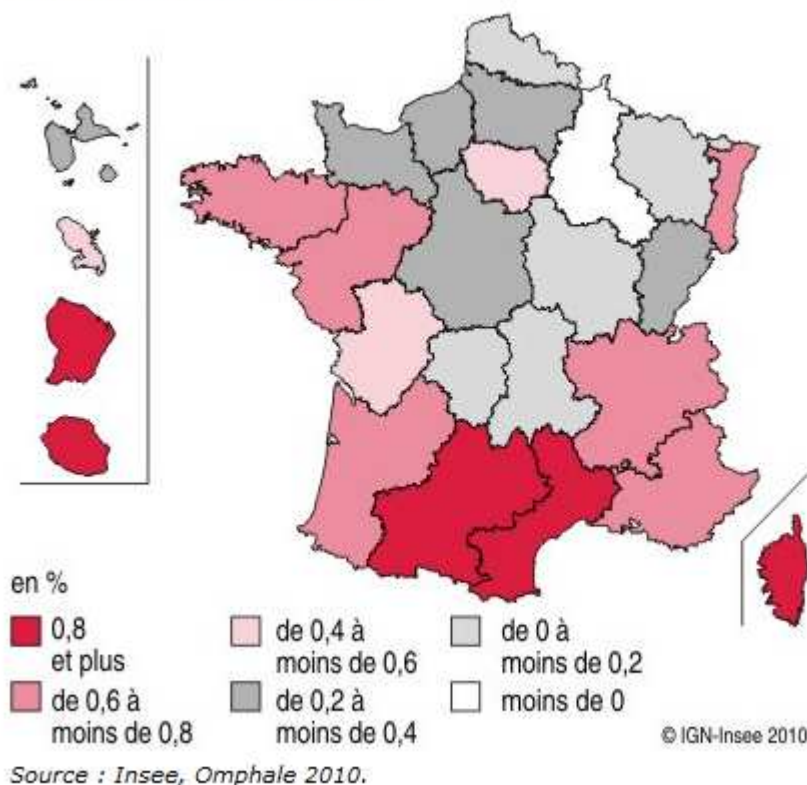 en %
0,8
et plus
de 0,6 à
moins de 0,8
de 0,4 à
moins de 0,6
de 0,2 à
moins de 0,4
de 0 à
moins de 0,2
moins de 0
© IGN-Insee 2010
Source : Insee, Omphale 2010.